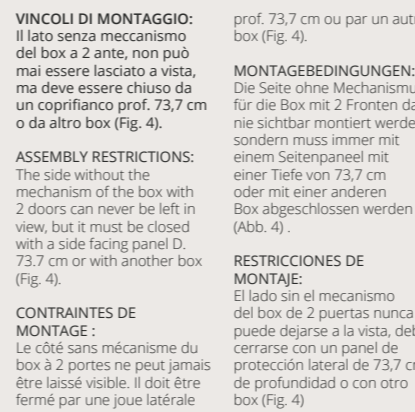 VINCOLI DI MONTAGGIO:
Il lato senza meccanismo
del box a 2 ante, non può
mai essere lasciato a vista,
ma deve essere chiuso da
un coprifianco prof. 73,7 cm
o da altro box (Fig. 4).
ASSEMBLY RESTRICTIONS:
The side without the
mechanism of the box with
2 doors can never be left in
view, but it must be closed
with a side facing panel D.
73.7 cm or with another box
(Fig. 4).
CONTRAINTES DE
MONTAGE :
Le côté sans mécanisme du
box à 2 portes ne peut jamais
être laissé visible. Il doit être
fermé par une joue latérale
prof. 73,7 cm ou par un
box (Fig. 4).
MONTAGEBEDINGUNGEN:
Die Seite ohne
für die Box mit 2 Fronten
nie sichtbar montiert
sondern muss immer mit
einem Seitenpaneel mit
einer Tiefe von 73,7 cm
oder mit einer anderen
Box abgeschlossen werden
(Abb. 4) .
RESTRICCIONES DE
MONTAJE:
El lado sin el mecanismo
del box de 2 puertas nunca
puede dejarse a la vista,
cerrarse con un panel de
protección lateral de 73,7
de profundidad o con otro
box (Fig. 4)